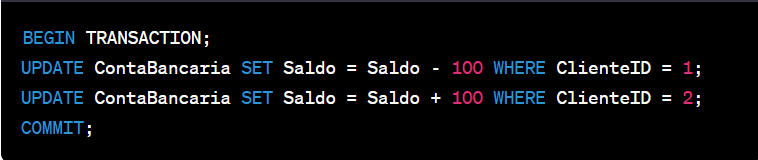 BEGIN TRANSACTION;
UPDATE ContaBancaria SET Saldo = Saldo - 100 WHERE ClienteID = 1;
UPDATE ContaBancaria SET Saldo = Saldo + 100 WHERE ClienteID = 2;
COMMIT;